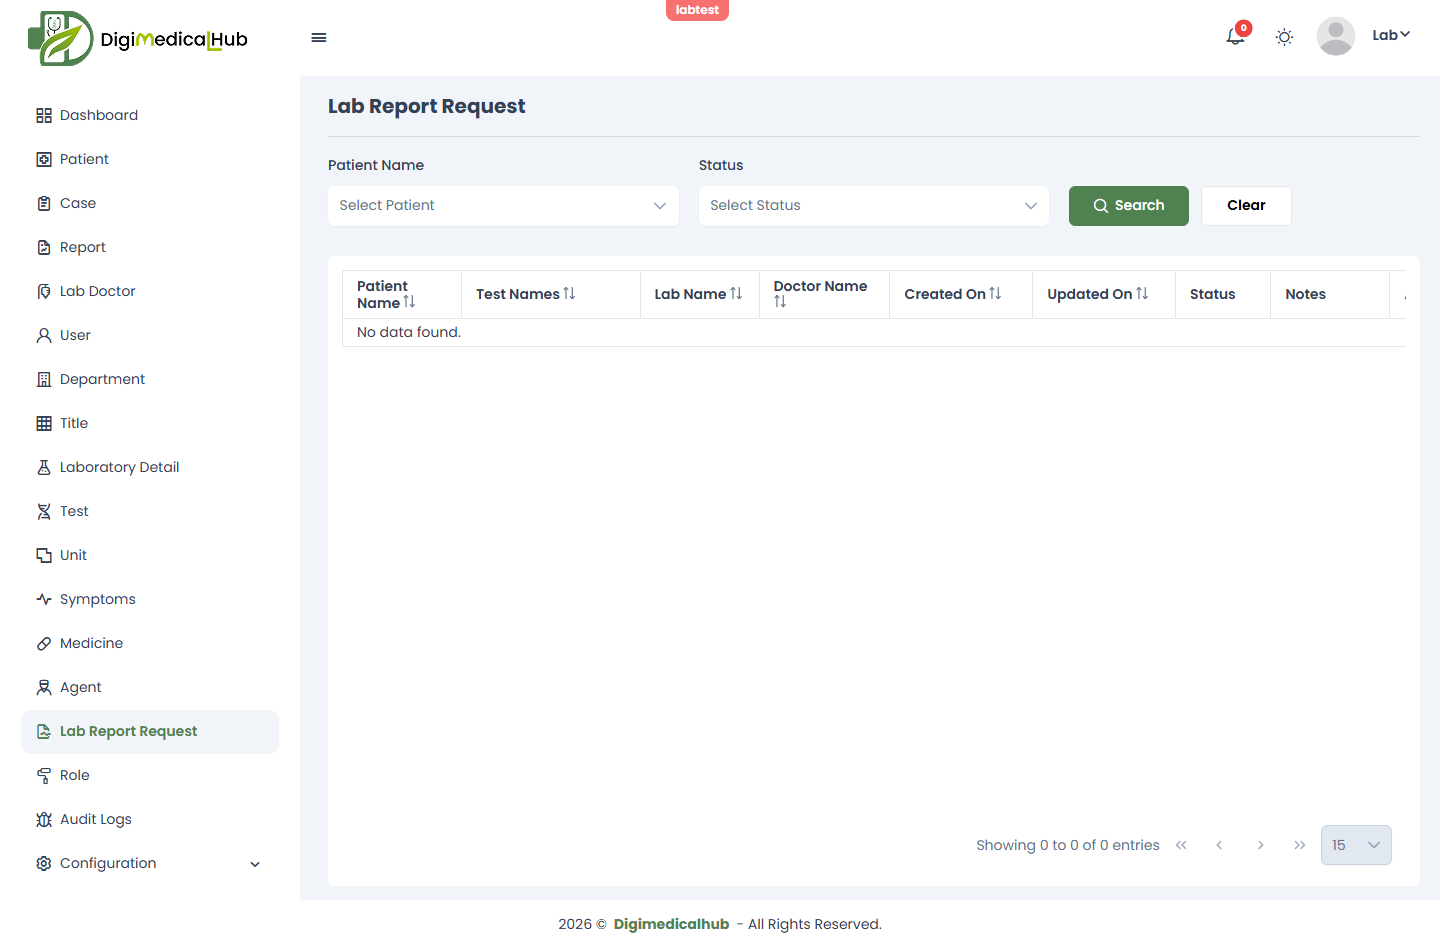 labtest
DigiMedicalHub
0
Lab
Dashboard
Patient
Case
Report
Lab Doctor
User
Department
Title
Laboratory Detail
Test
Unit
Symptoms
Medicine
Agent
Lab Report Request
Role
Audit Logs
Configuration
Lab Report Request
Patient Name
Status
Select Patient
Select Status
Search
Clear
Patient Name
Test Names
Lab Name
Doctor Name
Created On
Updated On
Status
Notes
No data found.
Showing 0 to 0 of 0 entries
15
2026 © Digimedicalhub - All Rights Reserved.